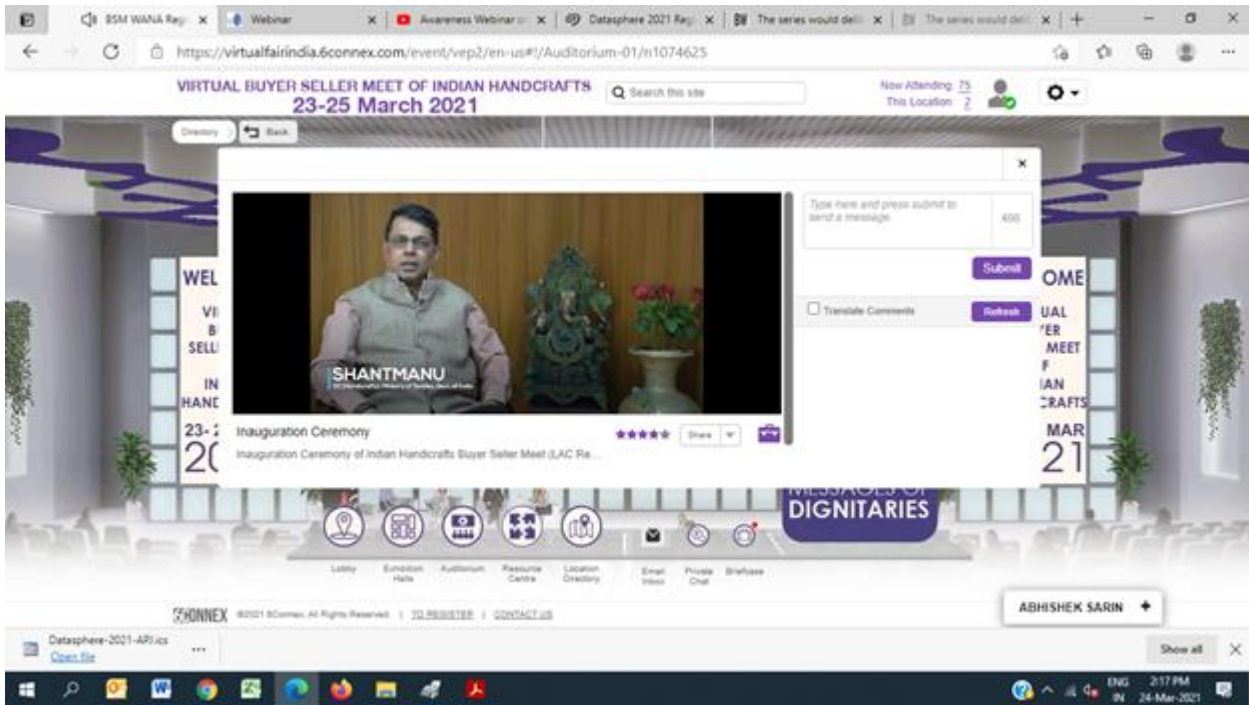 BSM WANA Reg
Webinar
Awareness Webinar
Datasphere 2021 Reg
The series would deli
The series would deli
https://virtualfairindia.6connex.com/event/vep2/en-us#!/Auditorium-01/n1074625
VIRTUAL BUYER SELLER MEET OF INDIAN HANDCRAFTS
23-25 March 2021
Search this site
Now Attending 75
This Location 2
Directory
Back
Type here and press submit to
send a message
400
Submit
Translate Comments
Refresh
SHANTMANU
WEL
VI
B
SELL
IN
HAND
23-
20
OME
UAL
YER
MEET
F
IAN
CRAFTS
MAR
21
Inauguration Ceremony
Share
Inauguration Ceremony of Indian Handicrafts Buyer Seller Meet (LAC Re...
MESSAGES OF
DIGNITARIES
Lobby
Exhibition
Halls
Auditorium
Resource
Centre
Location
Directory
Email
Inbox
Private
Chat
Briefcase
6CONNEX
©2021 6Connex, All Rights Reserved. | TO REGISTER | CONTACT US
ABHISHEK SARIN
Datasphere-2021-API.ics
Open file
Show all
ENG
IN
2:17 PM
24-Mar-2021